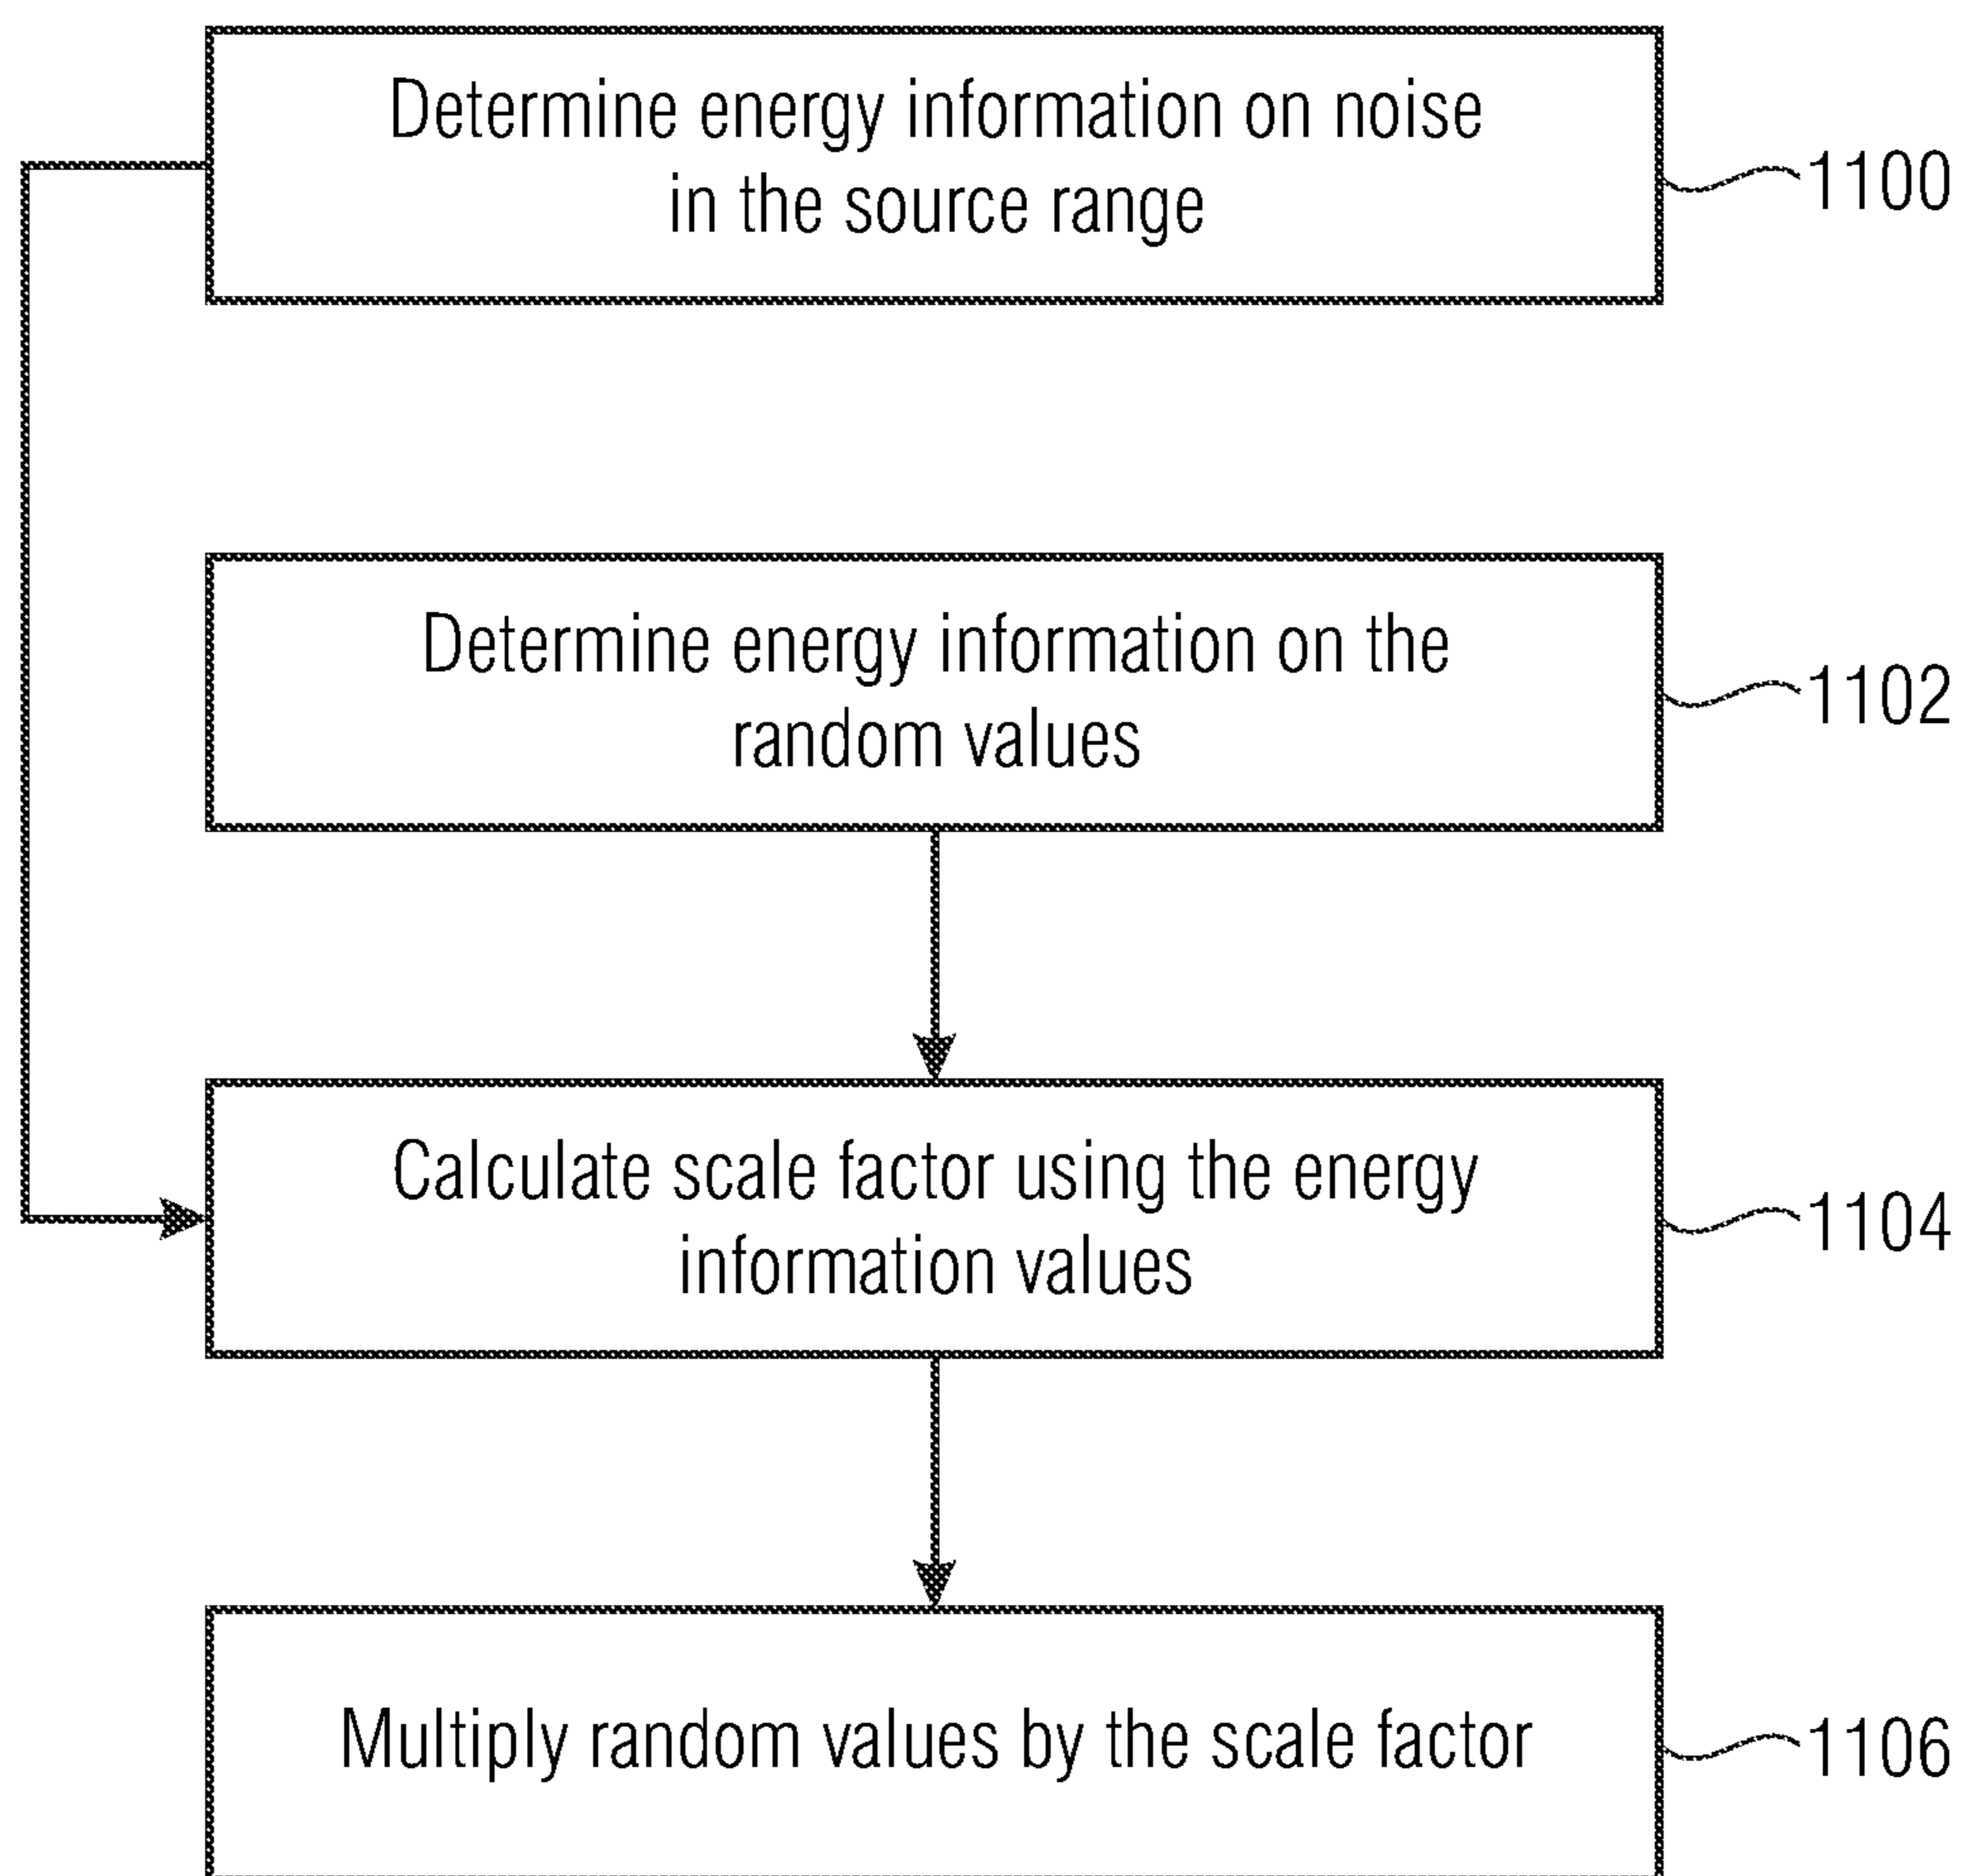 Determine energy information on noise
in the source range
1100
Determine energy information on the
random values
1102
Calculate scale factor using the energy
information values
1104
Multiply random values by the scale factor
1106